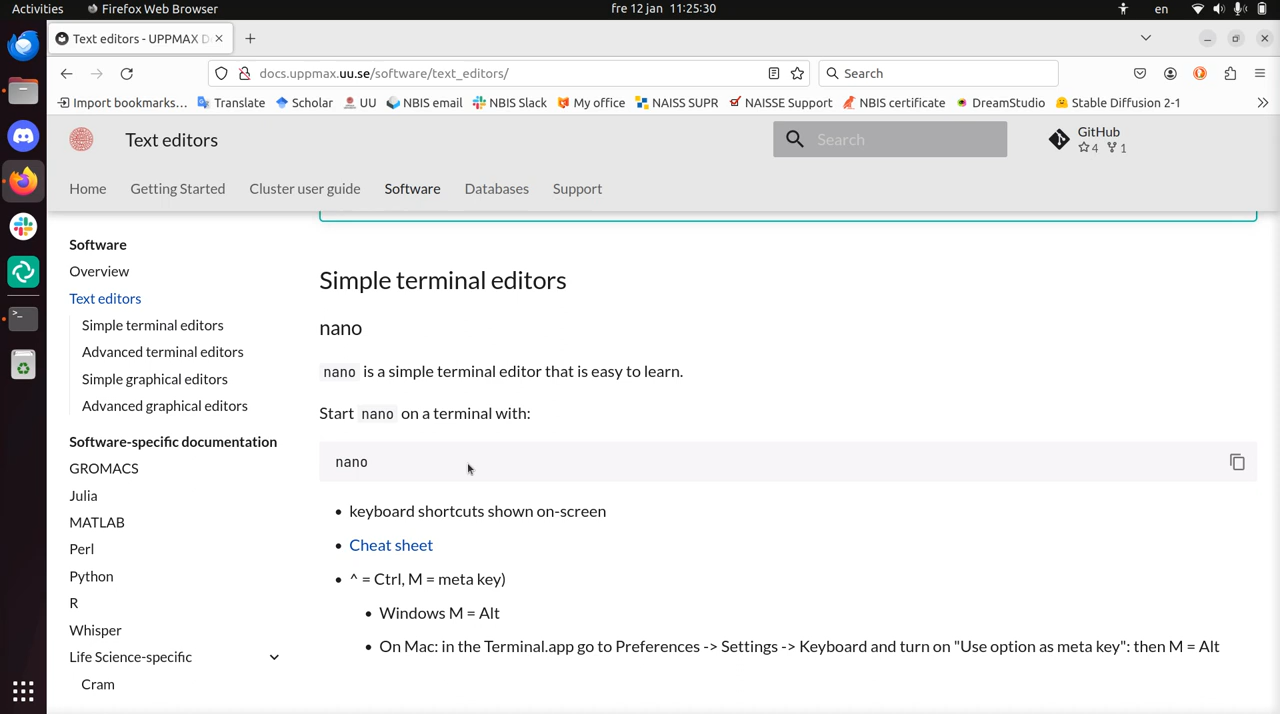 Activities Firefox Web Browser fre 12 jan 11:25:30 en
Text editors - UPPMAX D
docs.uppmax.uu.se/software/text_editors/ Search
Import bookmarks... Translate Scholar UU NBIS email NBIS Slack My office NAISS SUPR NAISSE Support NBIS certificate DreamStudio Stable Diffusion 2-1
Text editors Search GitHub
4 1
Home Getting Started Cluster user guide Software Databases Support
Software
Overview
Text editors
Simple terminal editors
Advanced terminal editors
Simple graphical editors
Advanced graphical editors
Software-specific documentation
GROMACS
Julia
MATLAB
Perl
Python
R
Whisper
Life Science-specific
Cram
Simple terminal editors
nano
nano is a simple terminal editor that is easy to learn.
Start nano on a terminal with:
nano
• keyboard shortcuts shown on-screen
• Cheat sheet
• ^ = Ctrl, M = meta key)
• Windows M = Alt
• On Mac: in the Terminal.app go to Preferences -> Settings -> Keyboard and turn on "Use option as meta key": then M = Alt